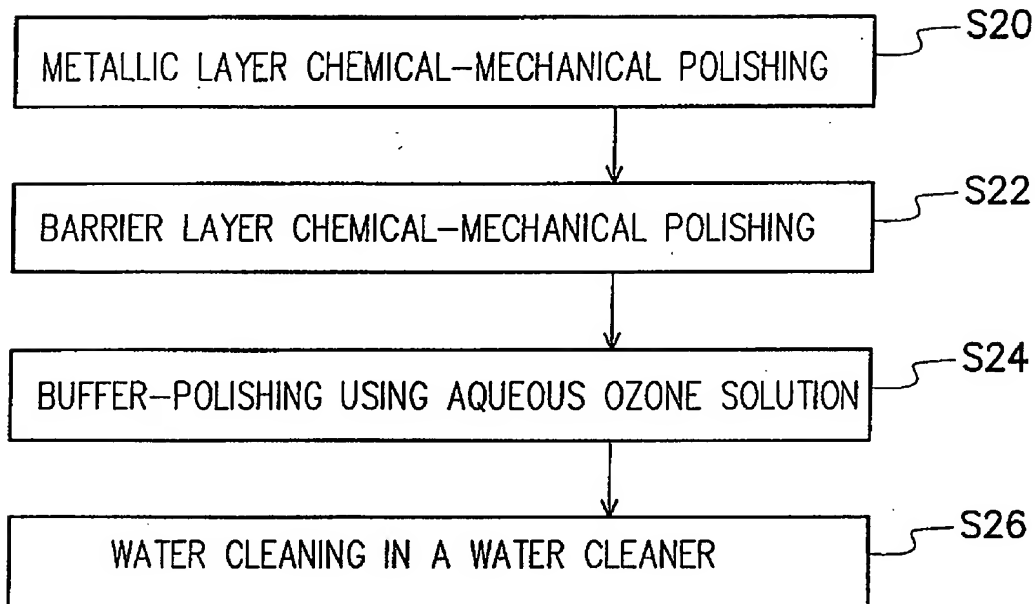 METALLIC LAYER CHEMICAL-MECHANICAL POLISHING
S20
BARRIER LAYER CHEMICAL-MECHANICAL POLISHING
S22
BUFFER-POLISHING USING AQUEOUS OZONE SOLUTION
S24
WATER CLEANING IN A WATER CLEANER
S26